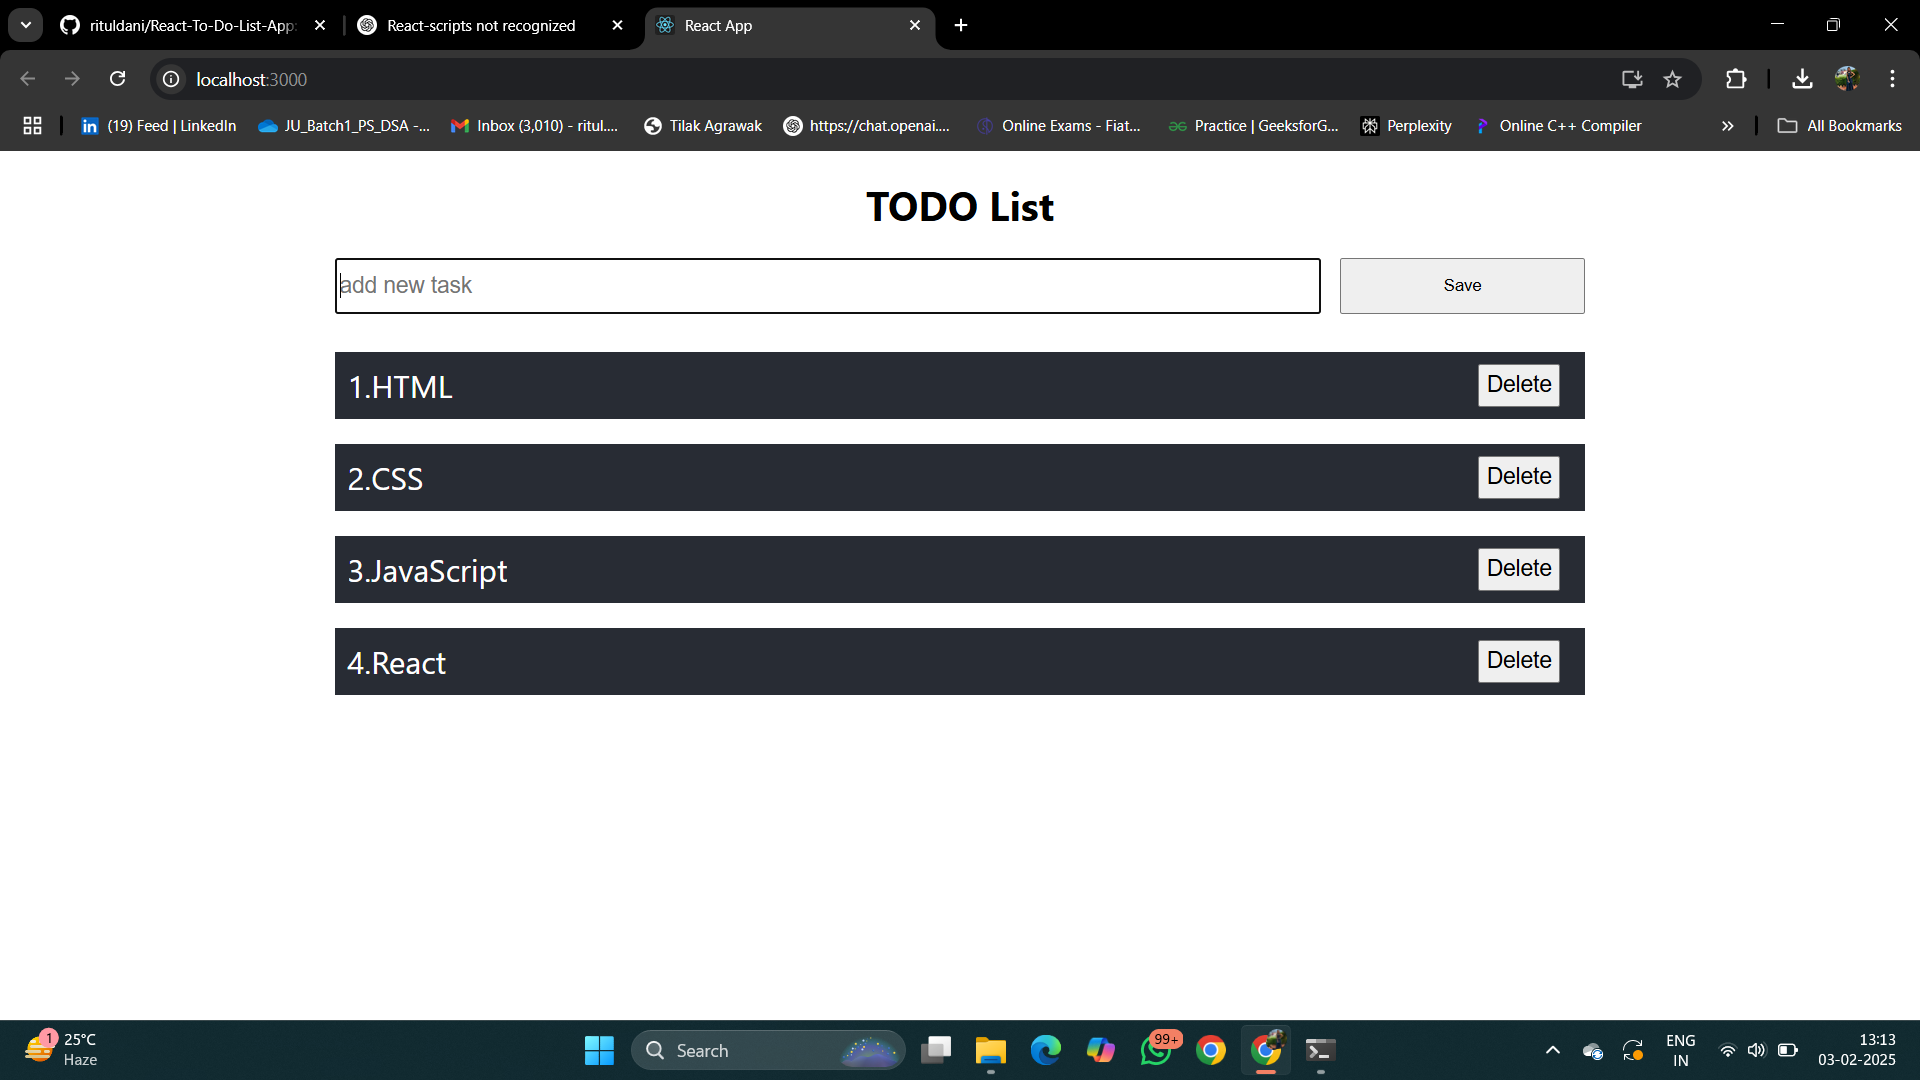 rituldani/React-To-Do-List-App:
React-scripts not recognized
React App
localhost:3000
(19) Feed | LinkedIn
JU_Batch1_PS_DSA -...
Inbox (3,010) - ritul....
Tilak Agrawak
https://chat.openai....
Online Exams - Fiat...
Practice | GeeksforG...
Perplexity
Online C++ Compiler
All Bookmarks
TODO List
add new task
Save
1.HTML
Delete
2.CSS
Delete
3.JavaScript
Delete
4.React
Delete
1
25°C
Haze
Search
99+
ENG
IN
13:13
03-02-2025